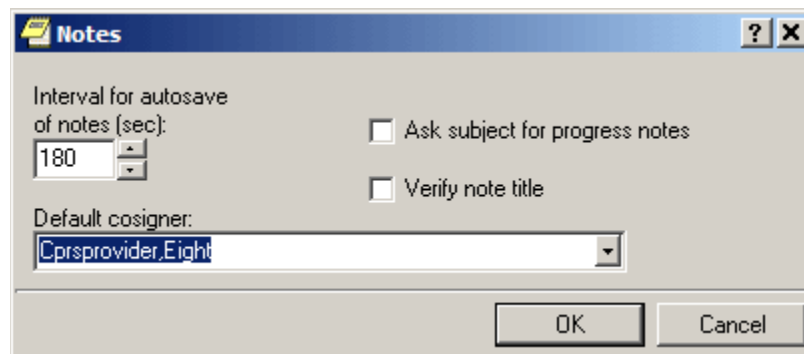 Notes
Interval for autosave
of notes (sec):
180
Ask subject for progress notes
Verify note title
Default cosigner:
Cprsprovider,Eight
OK
Cancel